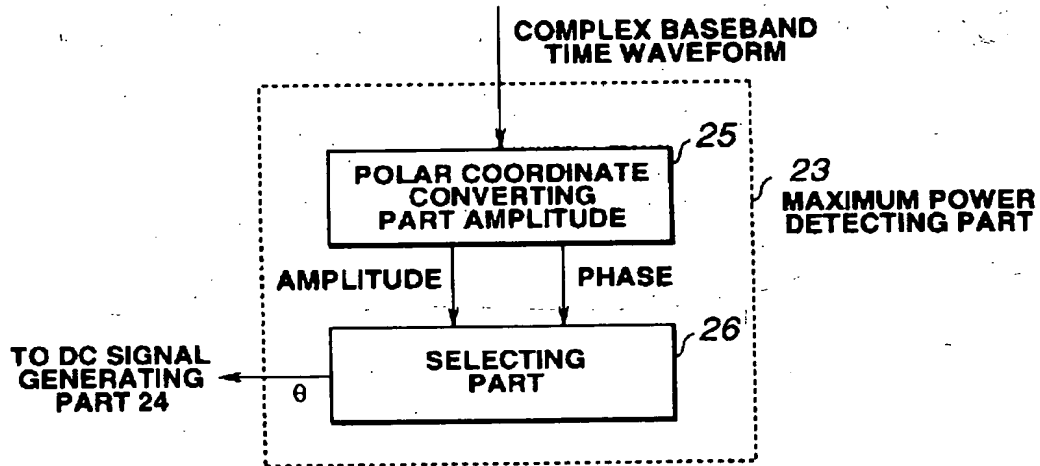 COMPLEX BASEBAND
TIME WAVEFORM
25
POLAR COORDINATE
CONVERTING
PART AMPLITUDE
23
MAXIMUM POWER
DETECTING PART
AMPLITUDE
PHASE
26
SELECTING
PART
TO DC SIGNAL
GENERATING
PART 24
θ